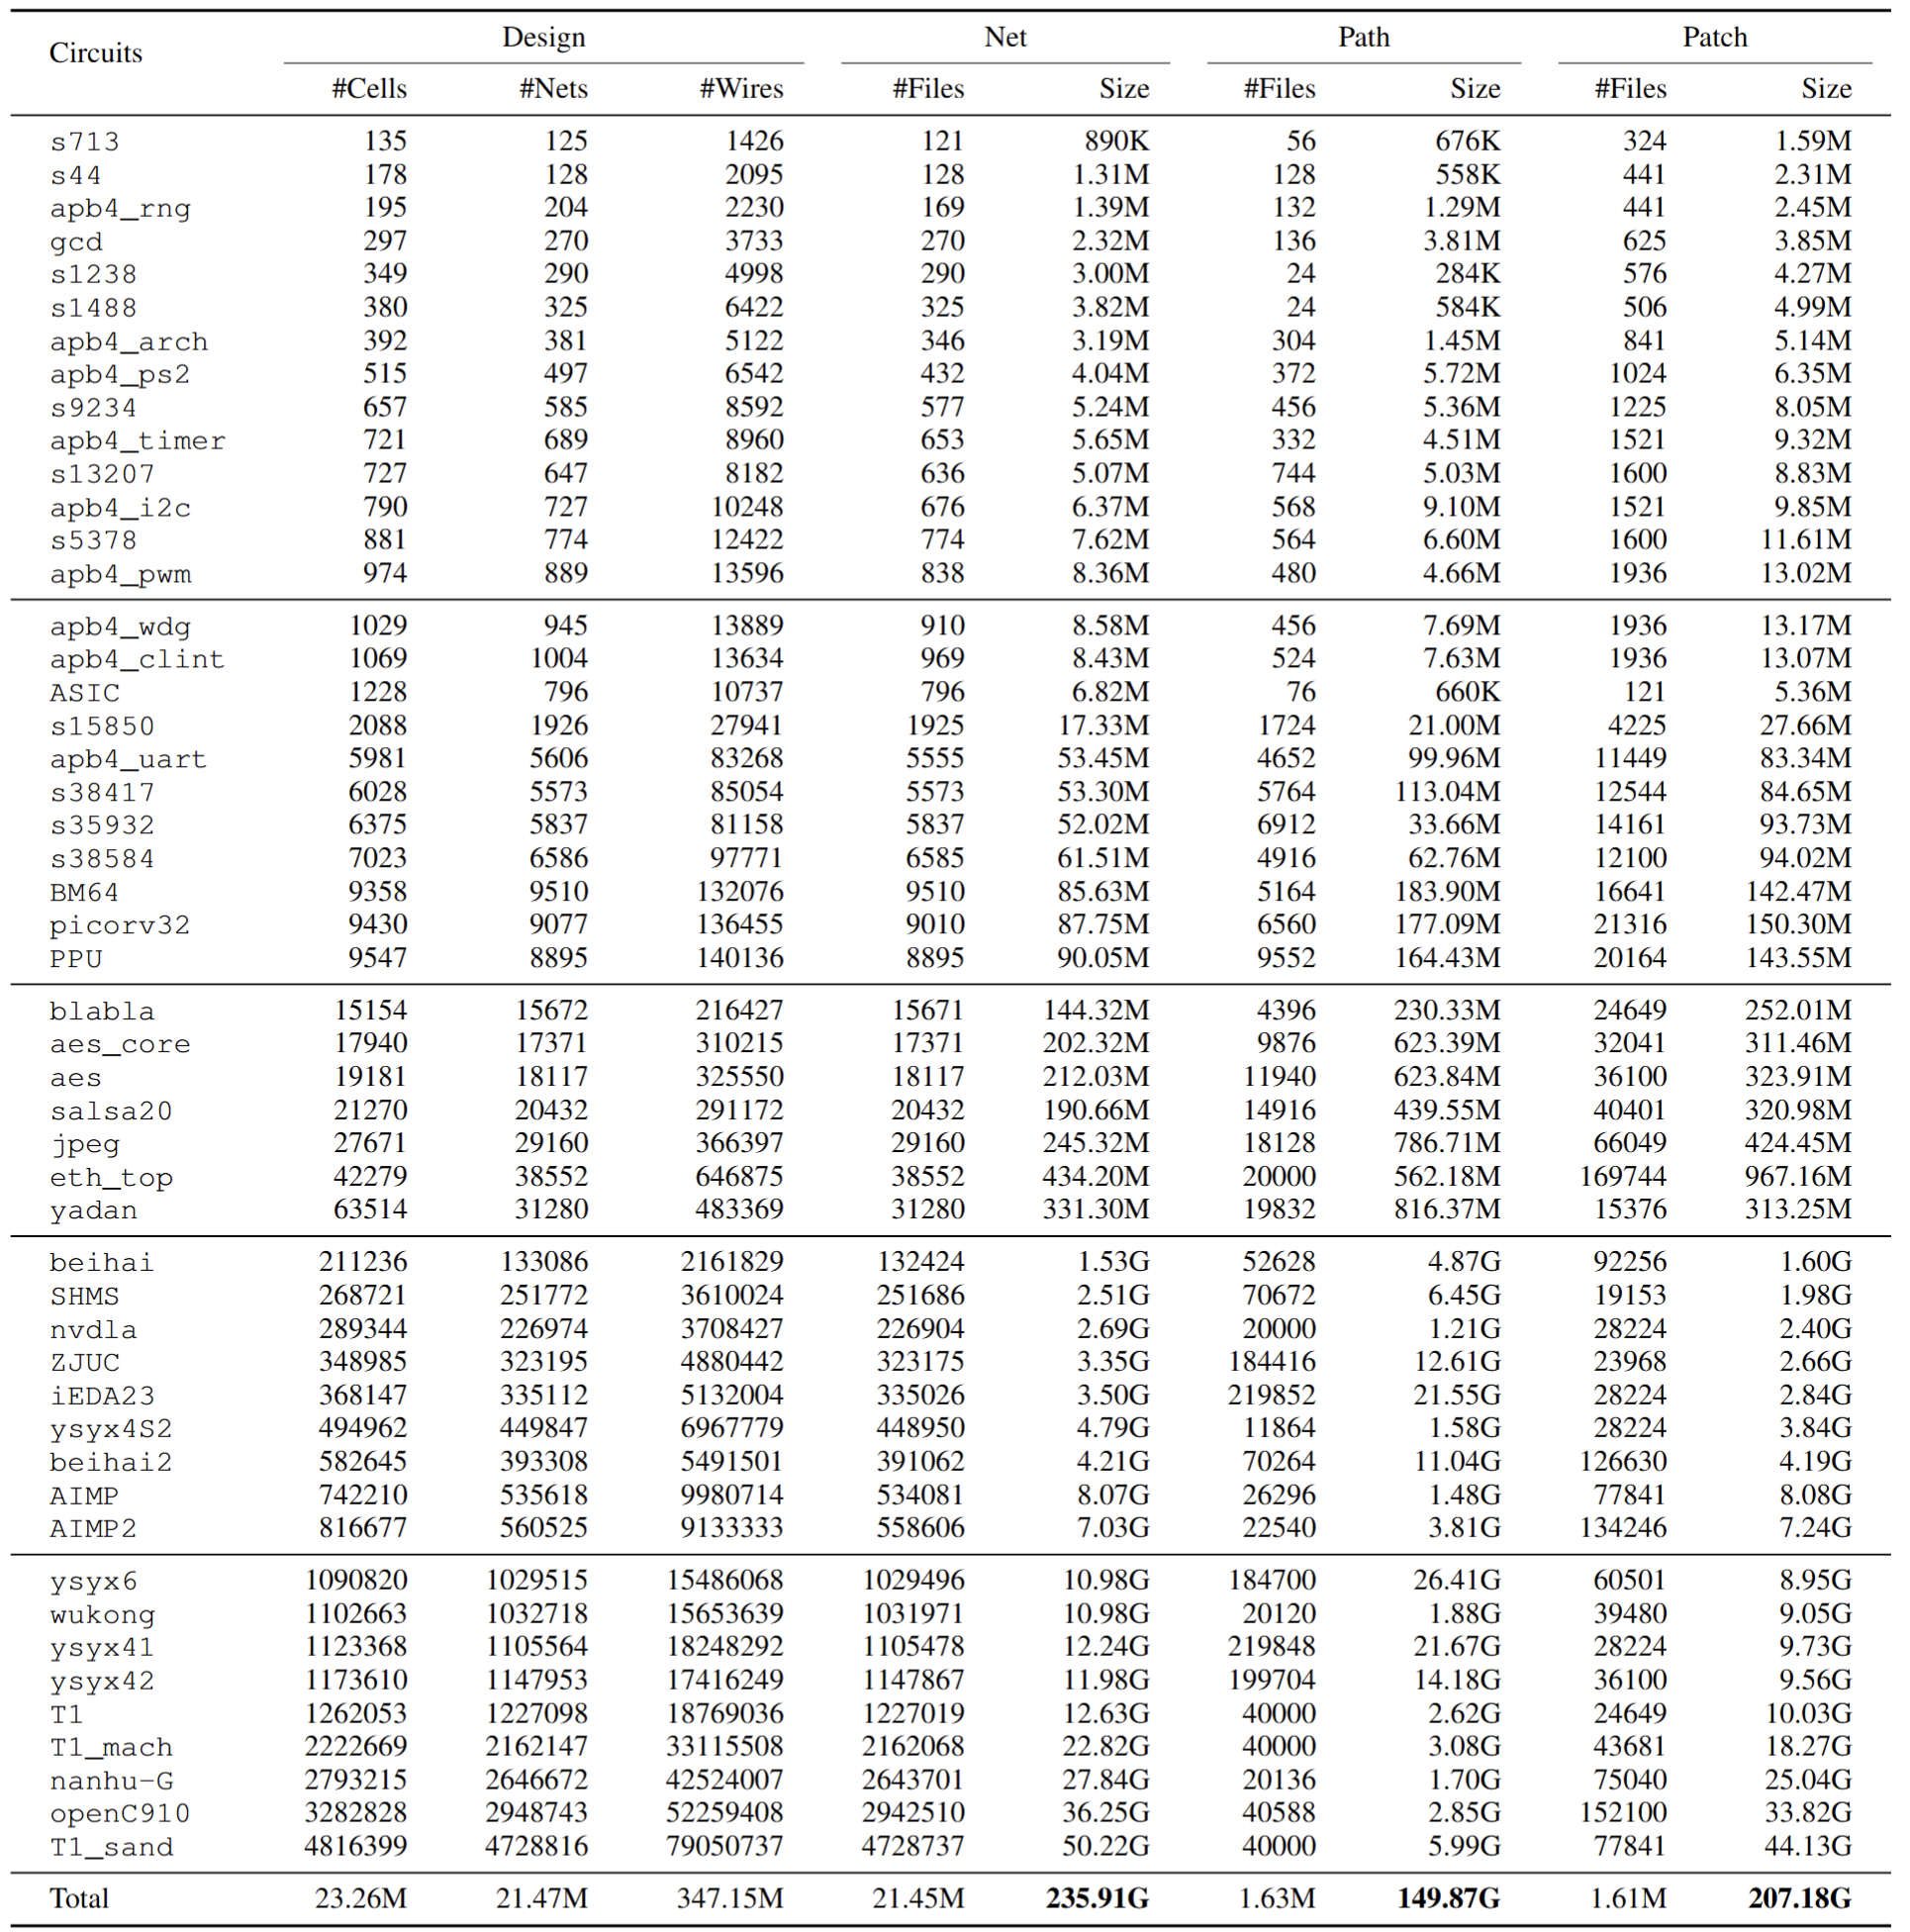 Circuits Design Net Path Patch
#Cells #Nets #Wires #Files Size #Files Size #Files Size
s713 135 125 1426 121 890K 56 676K 324 1.59M
s44 178 128 2095 128 1.31M 128 558K 441 2.31M
apb4_rng 195 204 2230 169 1.39M 132 1.29M 441 2.45M
gcd 297 270 3733 270 2.32M 136 3.81M 625 3.85M
s1238 349 290 4998 290 3.00M 24 284K 576 4.27M
s1488 380 325 6422 325 3.82M 24 584K 506 4.99M
apb4_arch 392 381 5122 346 3.19M 304 1.45M 841 5.14M
apb4_ps2 515 497 6542 432 4.04M 372 5.72M 1024 6.35M
s9234 657 585 8592 577 5.24M 456 5.36M 1225 8.05M
apb4_timer 721 689 8960 653 5.65M 332 4.51M 1521 9.32M
s13207 727 647 8182 636 5.07M 744 5.03M 1600 8.83M
apb4_i2c 790 727 10248 676 6.37M 568 9.10M 1521 9.85M
s5378 881 774 12422 774 7.62M 564 6.60M 1600 11.61M
apb4_pwm 974 889 13596 838 8.36M 480 4.66M 1936 13.02M
apb4_wdg 1029 945 13889 910 8.58M 456 7.69M 1936 13.17M
apb4_clint 1069 1004 13634 969 8.43M 524 7.63M 1936 13.07M
ASIC 1228 796 10737 796 6.82M 76 660K 121 5.36M
s15850 2088 1926 27941 1925 17.33M 1724 21.00M 4225 27.66M
apb4_uart 5981 5606 83268 5555 53.45M 4652 99.96M 11449 83.34M
s38417 6028 5573 85054 5573 53.30M 5764 113.04M 12544 84.65M
s35932 6375 5837 81158 5837 52.02M 6912 33.66M 14161 93.73M
s38584 7023 6586 97771 6585 61.51M 4916 62.76M 12100 94.02M
BM64 9358 9510 132076 9510 85.63M 5164 183.90M 16641 142.47M
picorv32 9430 9077 136455 9010 87.75M 6560 177.09M 21316 150.30M
PPU 9547 8895 140136 8895 90.05M 9552 164.43M 20164 143.55M
blabla 15154 15672 216427 15671 144.32M 4396 230.33M 24649 252.01M
aes_core 17940 17371 310215 17371 202.32M 9876 623.39M 32041 311.46M
aes 19181 18117 325550 18117 212.03M 11940 623.84M 36100 323.91M
salsa20 21270 20432 291172 20432 190.66M 14916 439.55M 40401 320.98M
jpeg 27671 29160 366397 29160 245.32M 18128 786.71M 66049 424.45M
eth_top 42279 38552 646875 38552 434.20M 20000 562.18M 169744 967.16M
yadan 63514 31280 483369 31280 331.30M 19832 816.37M 15376 313.25M
beihai 211236 133086 2161829 132424 1.53G 52628 4.87G 92256 1.60G
SHMS 268721 251772 3610024 251686 2.51G 70672 6.45G 19153 1.98G
nvdla 289344 226974 3708427 226904 2.69G 20000 1.21G 28224 2.40G
ZJUC 348985 323195 4880442 323175 3.35G 184416 12.61G 23968 2.66G
iEDA23 368147 335112 5132004 335026 3.50G 219852 21.55G 28224 2.84G
ysyx4S2 494962 449847 6967779 448950 4.79G 11864 1.58G 28224 3.84G
beihai2 582645 393308 5491501 391062 4.21G 70264 11.04G 126630 4.19G
AIMP 742210 535618 9980714 534081 8.07G 26296 1.48G 77841 8.08G
AIMP2 816677 560525 9133333 558606 7.03G 22540 3.81G 134246 7.24G
ysyx6 1090820 1029515 15486068 1029496 10.98G 184700 26.41G 60501 8.95G
wukong 1102663 1032718 15653639 1031971 10.98G 20120 1.88G 39480 9.05G
ysyx41 1123368 1105564 18248292 1105478 12.24G 219848 21.67G 28224 9.73G
ysyx42 1173610 1147953 17416249 1147867 11.98G 199704 14.18G 36100 9.56G
T1 1262053 1227098 18769036 1227019 12.63G 40000 2.62G 24649 10.03G
T1_mach 2222669 2162147 33115508 2162068 22.82G 40000 3.08G 43681 18.27G
nanhu-G 2793215 2646672 42524007 2643701 27.84G 20136 1.70G 75040 25.04G
openC910 3282828 2948743 52259408 2942510 36.25G 40588 2.85G 152100 33.82G
T1_sand 4816399 4728816 79050737 4728737 50.22G 40000 5.99G 77841 44.13G
Total 23.26M 21.47M 347.15M 21.45M 235.91G 1.63M 149.87G 1.61M 207.18G